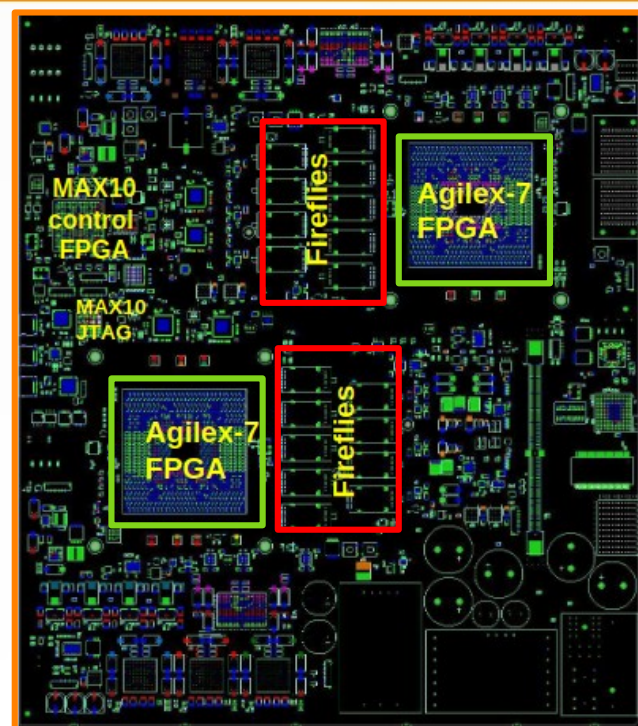 MAX10
control
FPGA
Fireflies
Agilex-7
FPGA
MAX10
JTAG
Agilex-7
FPGA
Fireflies